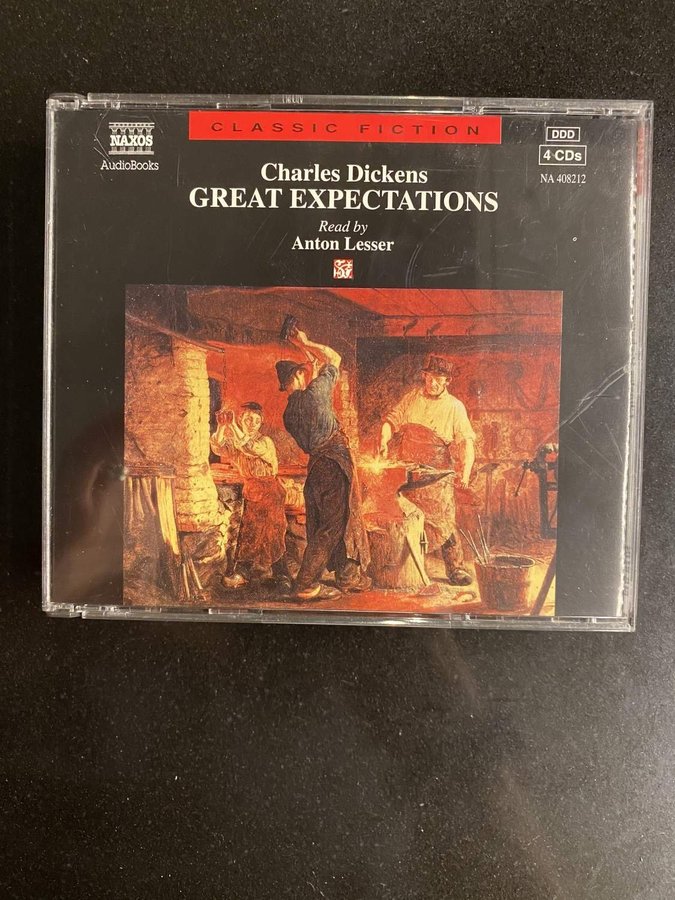 CLASSIC FICTION
NAXOS
AudioBooks
DDD
4 CDs
NA 408212
Charles Dickens
GREAT EXPECTATIONS
Read by
Anton Lesser